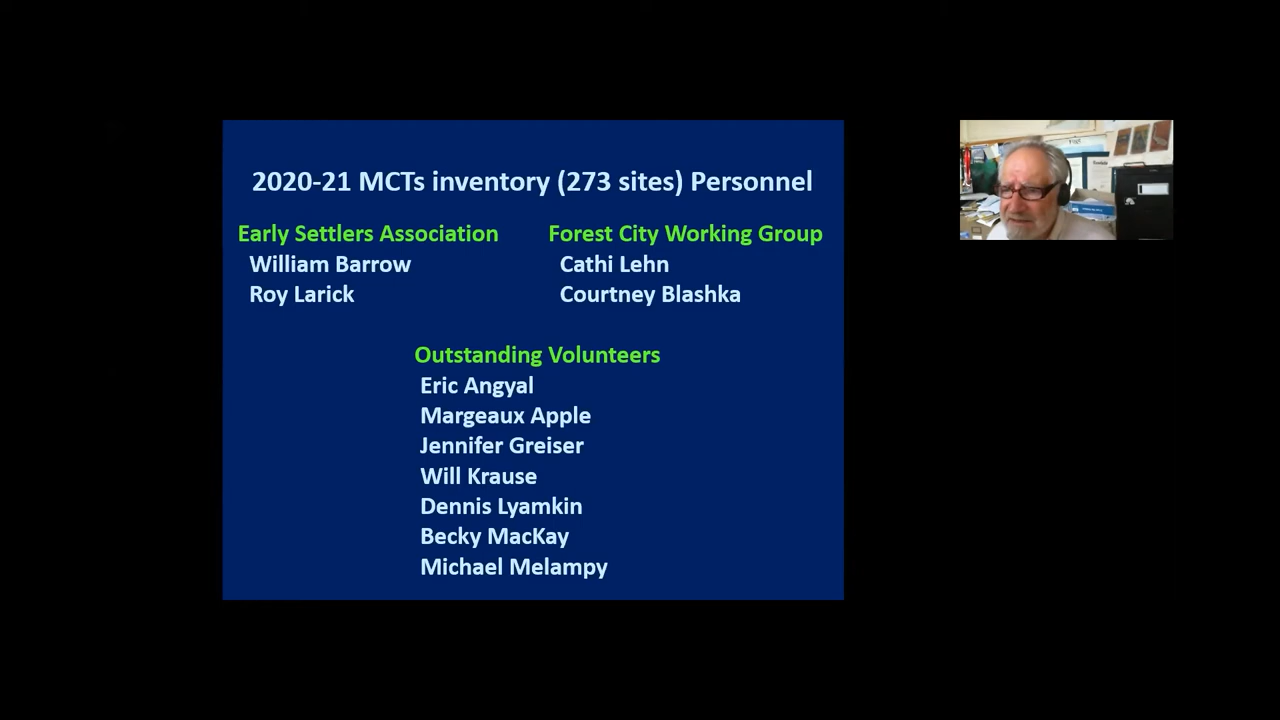 2020-21 MCTs inventory (273 sites) Personnel
Early Settlers Association
William Barrow
Roy Larick
Forest City Working Group
Cathi Lehn
Courtney Blashka
Outstanding Volunteers
Eric Angyal
Margeaux Apple
Jennifer Greiser
Will Krause
Dennis Lyamkin
Becky MacKay
Michael Melampy